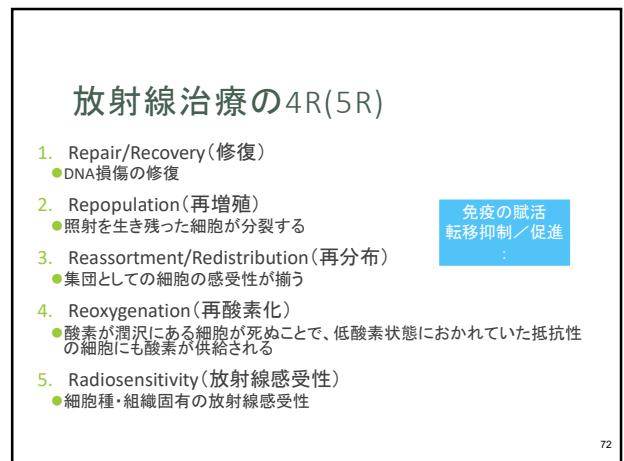 放射線治療の4R(5R)
1. Repair/Recovery（修復）
●DNA損傷の修復
2. Repopulation（再増殖）
●照射を生き残った細胞が分裂する
3. Reassortment/Redistribution（再分布）
●集団としての細胞の感受性が揃う
4. Reoxygenation（再酸素化）
●酸素が潤沢にある細胞が死ぬことで、低酸素状態におかれていた抵抗性
の細胞にも酸素が供給される
5. Radiosensitivity（放射線感受性）
●細胞種・組織固有の放射線感受性
免疫の賦活
転移抑制／促進
：
72